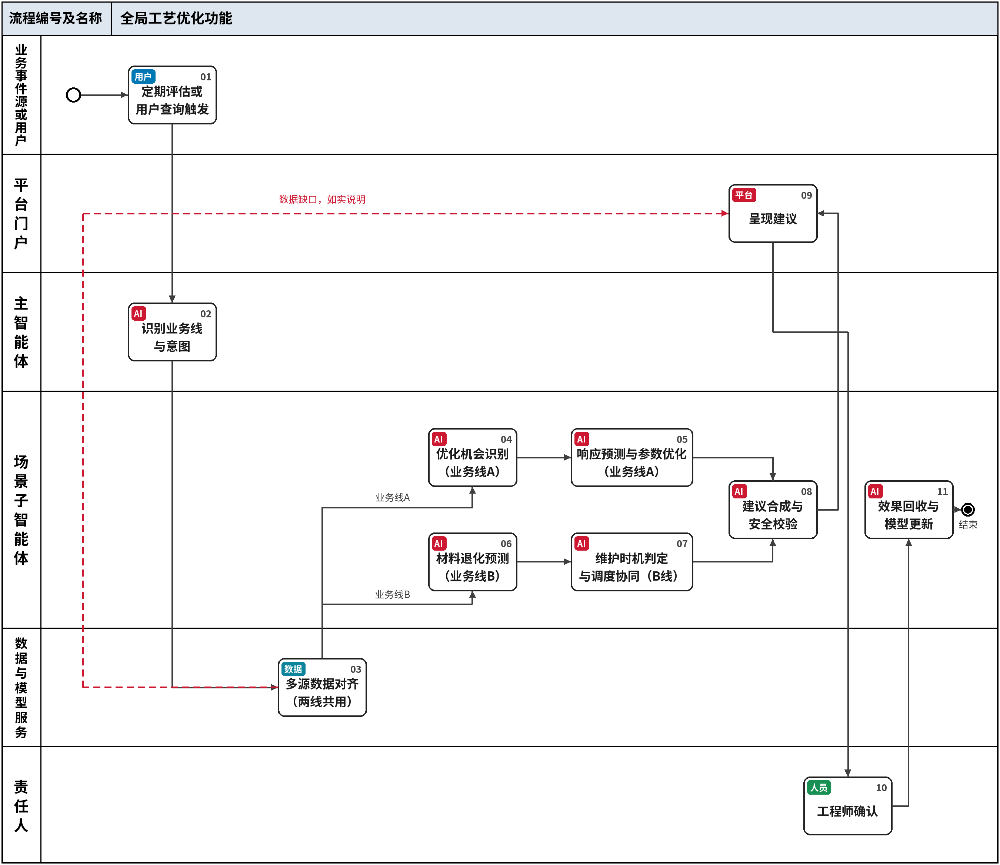 流程编号及名称
全局工艺优化功能
业务事件源或用户
用户
01
定期评估或
用户查询触发
平台门户
数据缺口，如实说明
平台
09
呈现建议
主智能体
AI
02
识别业务线
与意图
场景子智能体
AI
04
优化机会识别
（业务线A）
AI
05
响应预测与参数优化
（业务线A）
业务线A
AI
08
建议合成与
安全校验
AI
11
效果回收与
模型更新
结束
AI
06
材料退化预测
（业务线B）
AI
07
维护时机判定
与调度协同（B线）
业务线B
数据与模型服务
数据
03
多源数据对齐
（两线共用）
责任人
人员
10
工程师确认